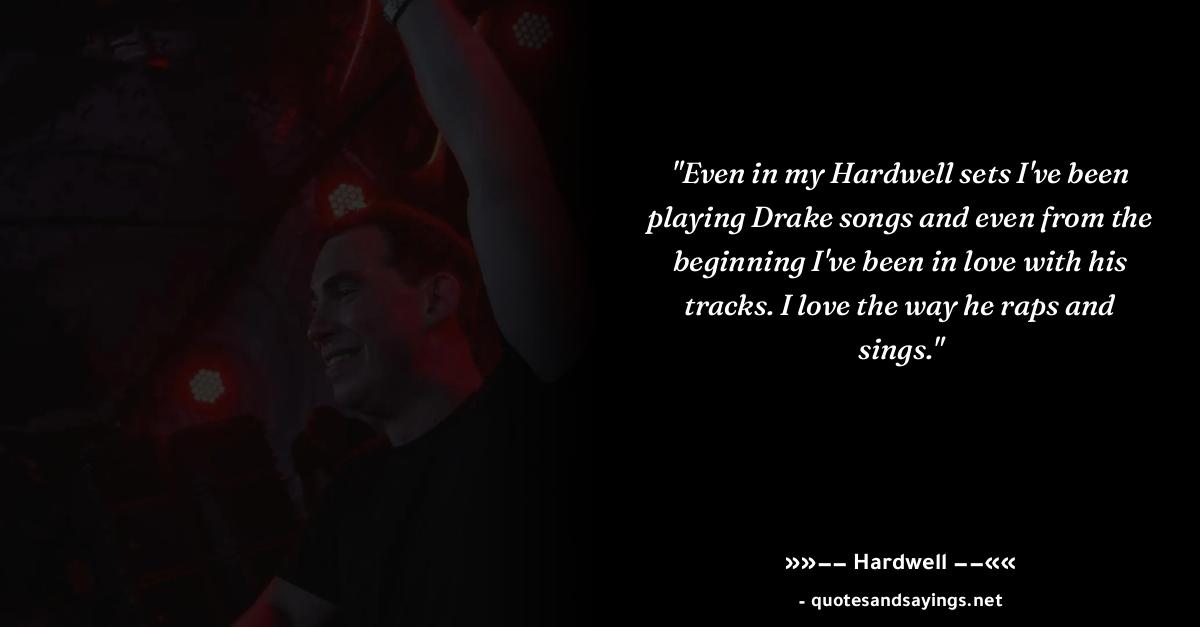 "Even in my Hardwell sets I've been
playing Drake songs and even from the
beginning I've been in love with his
tracks. I love the way he raps and
sings."
»»−− Hardwell −−««
- quotesandsayings.net